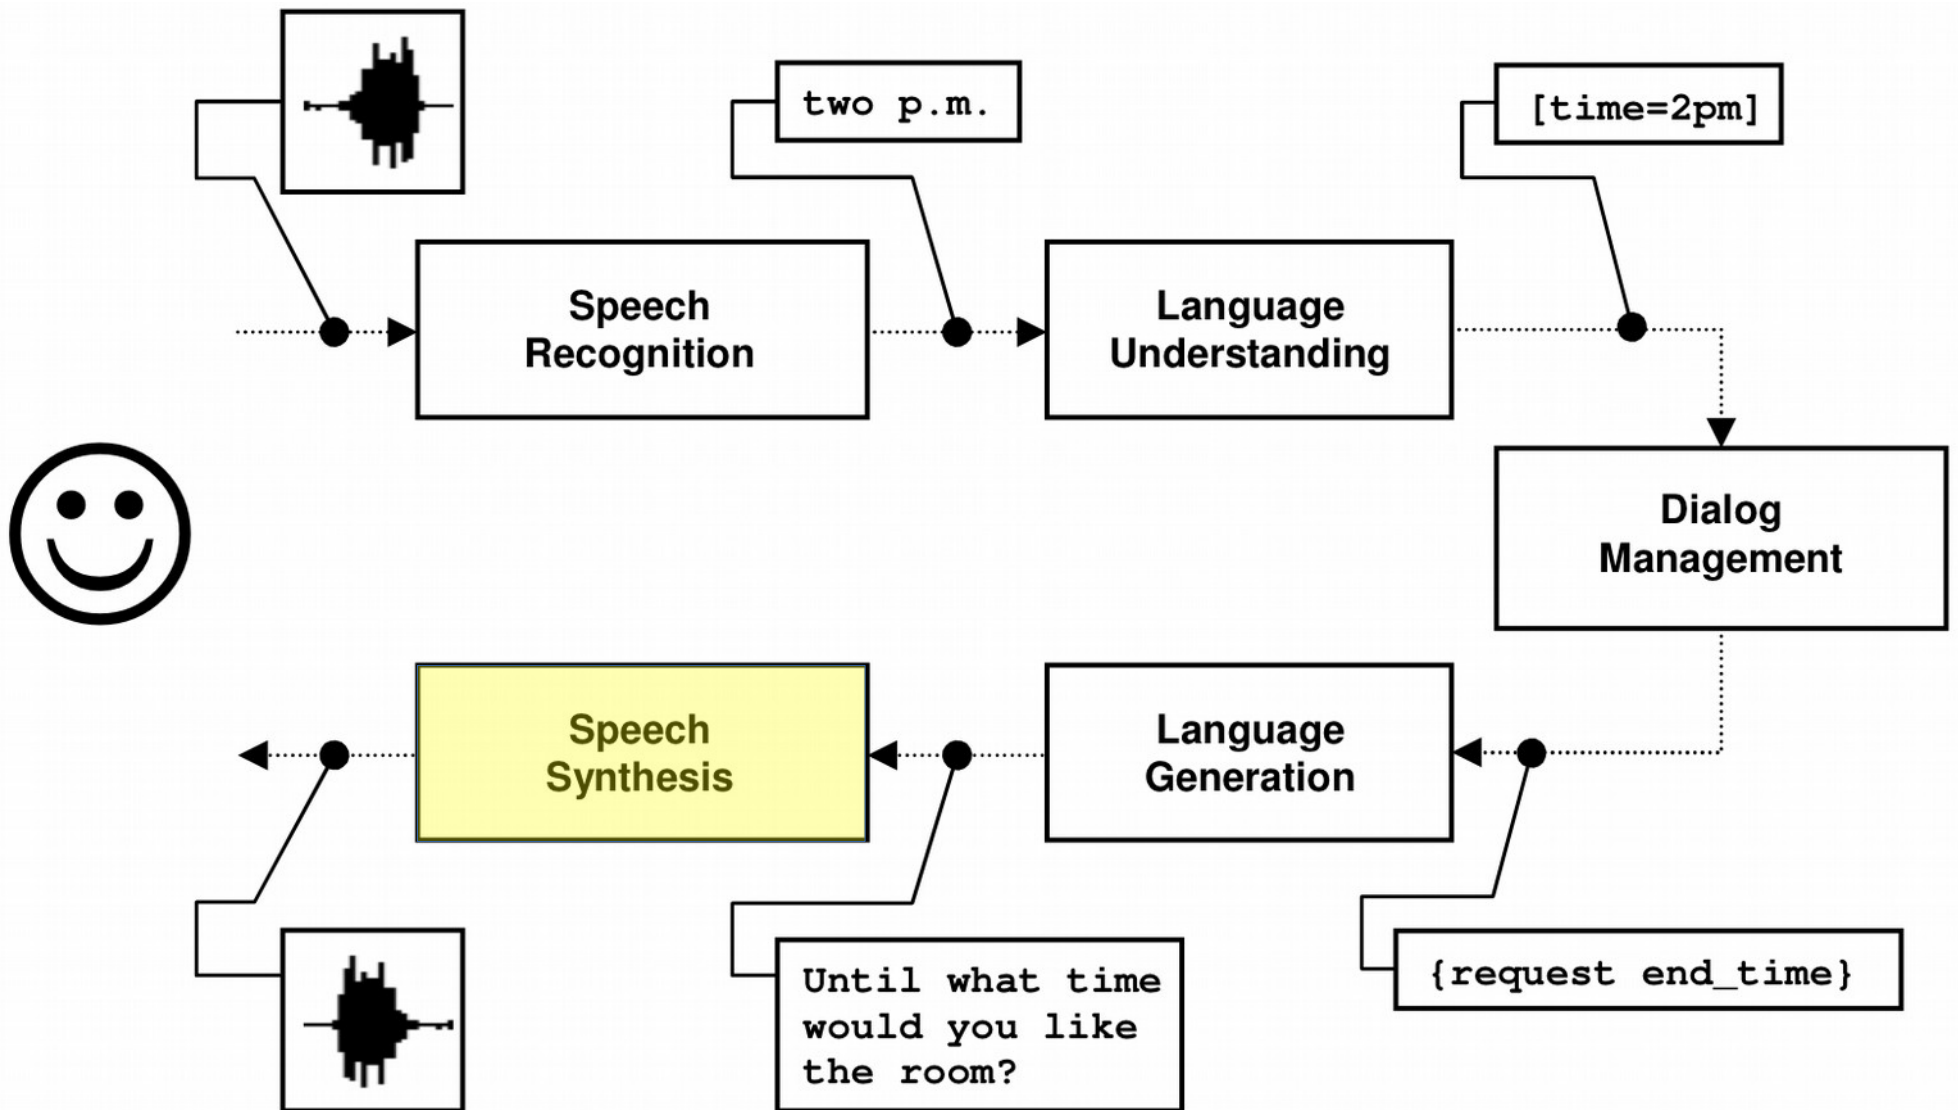 two p.m.
[time=2pm]
Speech
Recognition
Language
Understanding
Dialog
Management
Speech
Synthesis
Language
Generation
Until what time
would you like
the room?
{request end_time}